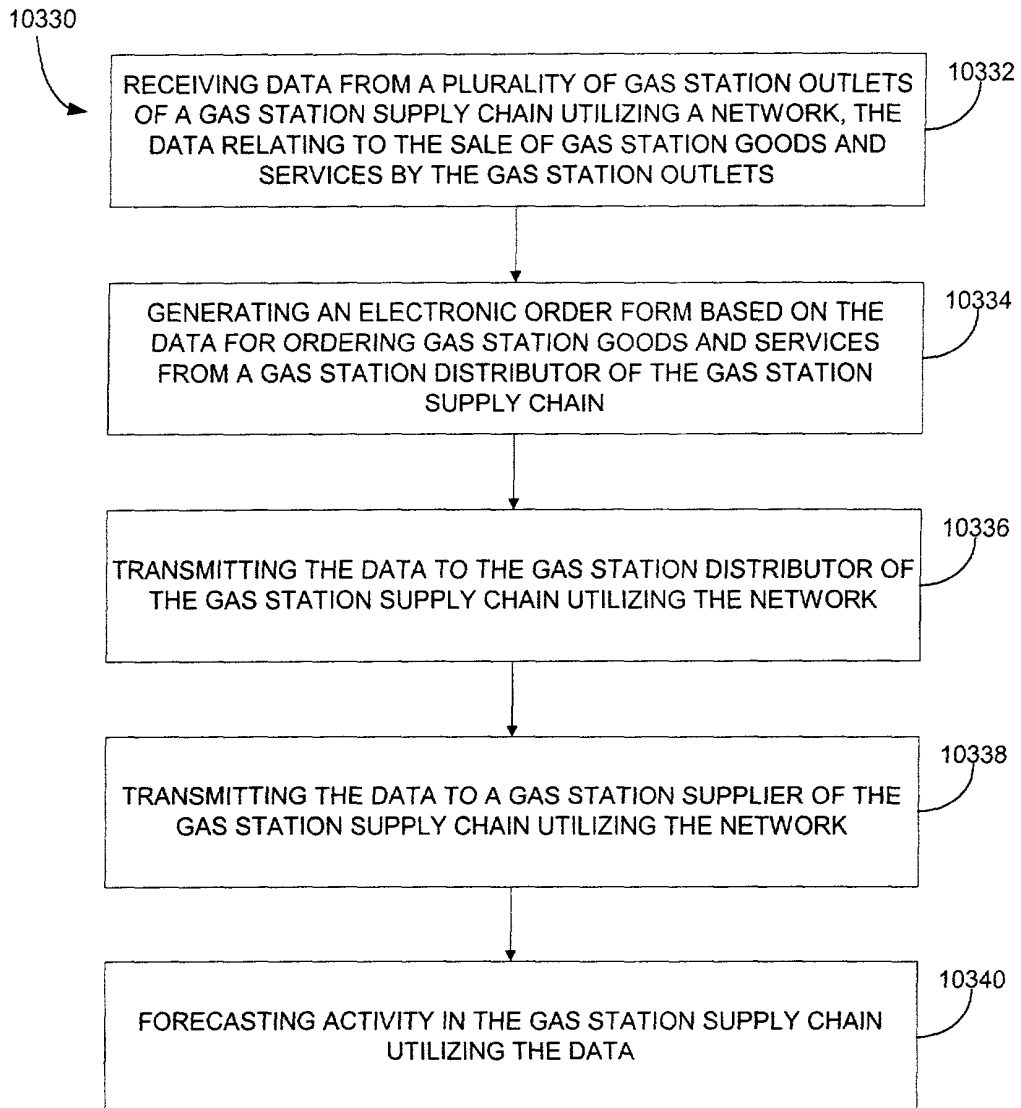 10330
RECEIVING DATA FROM A PLURALITY OF GAS STATION OUTLETS
OF A GAS STATION SUPPLY CHAIN UTILIZING A NETWORK, THE
DATA RELATING TO THE SALE OF GAS STATION GOODS AND
SERVICES BY THE GAS STATION OUTLETS
10332
GENERATING AN ELECTRONIC ORDER FORM BASED ON THE
DATA FOR ORDERING GAS STATION GOODS AND SERVICES
FROM A GAS STATION DISTRIBUTOR OF THE GAS STATION
SUPPLY CHAIN
10334
TRANSMITTING THE DATA TO THE GAS STATION DISTRIBUTOR OF
THE GAS STATION SUPPLY CHAIN UTILIZING THE NETWORK
10336
TRANSMITTING THE DATA TO A GAS STATION SUPPLIER OF THE
GAS STATION SUPPLY CHAIN UTILIZING THE NETWORK
10338
FORECASTING ACTIVITY IN THE GAS STATION SUPPLY CHAIN
UTILIZING THE DATA
10340